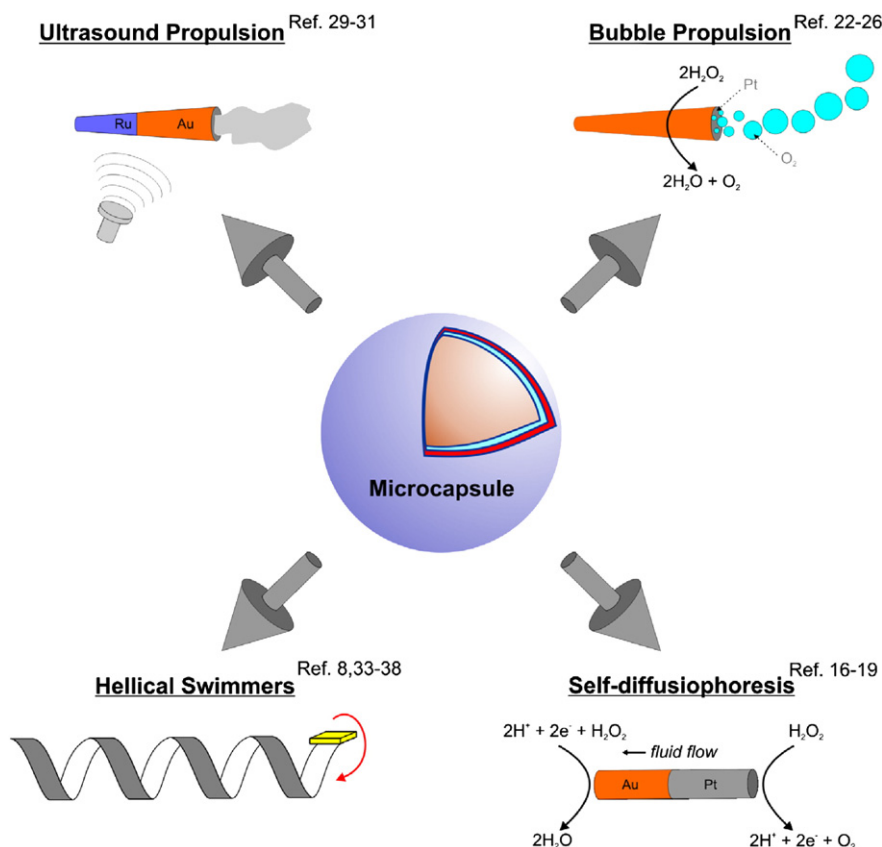 Ultrasound Propulsion Ref. 29-31
Ru Au
Bubble Propulsion Ref. 22-26
2H₂O₂
Pt
O₂
2H₂O + O₂
Microcapsule
Hellical Swimmers Ref. 8,33-38
Self-diffusiophoresis Ref. 16-19
2H⁺ + 2e⁻ + H₂O₂
fluid flow
H₂O₂
Au Pt
2H₂O
2H⁺ + 2e⁻ + O₂